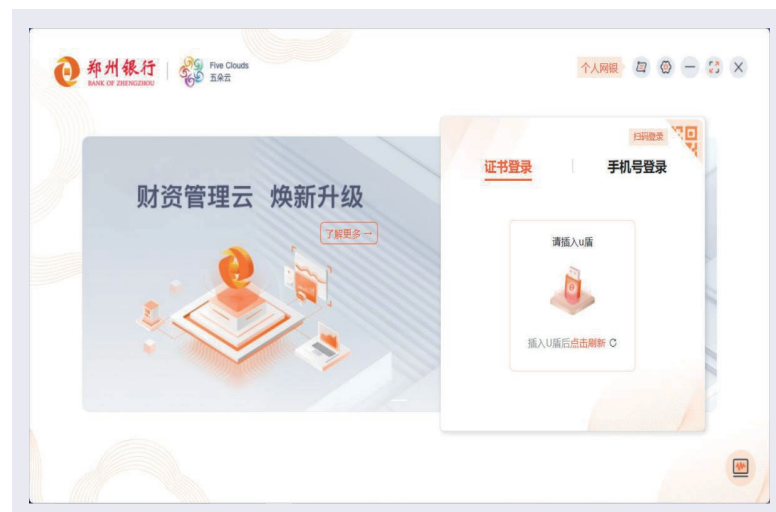 郑州银行
BANK OF ZHENGZHOU
Five Clouds
五朵云
个人网银
扫码登录
证书登录
手机号登录
财资管理云 焕新升级
了解更多→
请插入u盾
插入U盾后点击刷新